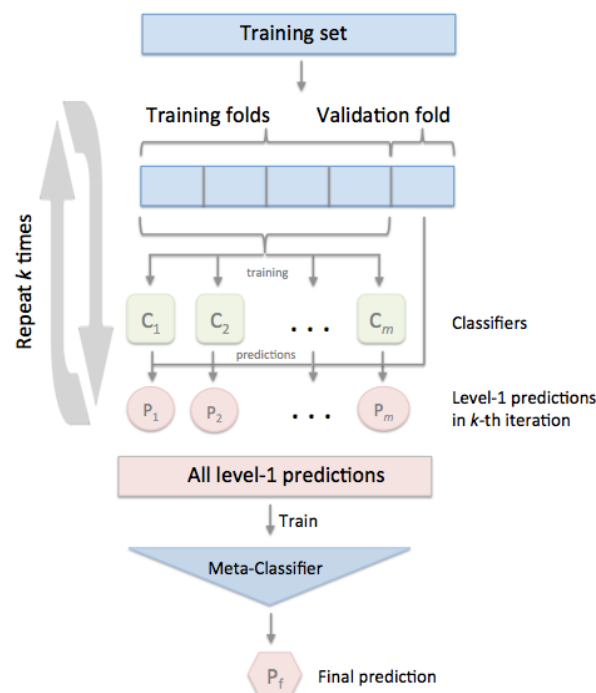 Training set
Training folds
Validation fold
Repeat k times
training
C1
C2
...
Cm
Classifiers
predictions
P1
P2
...
Pm
Level-1 predictions
in k-th iteration
All level-1 predictions
Train
Meta-Classifier
Pf
Final prediction